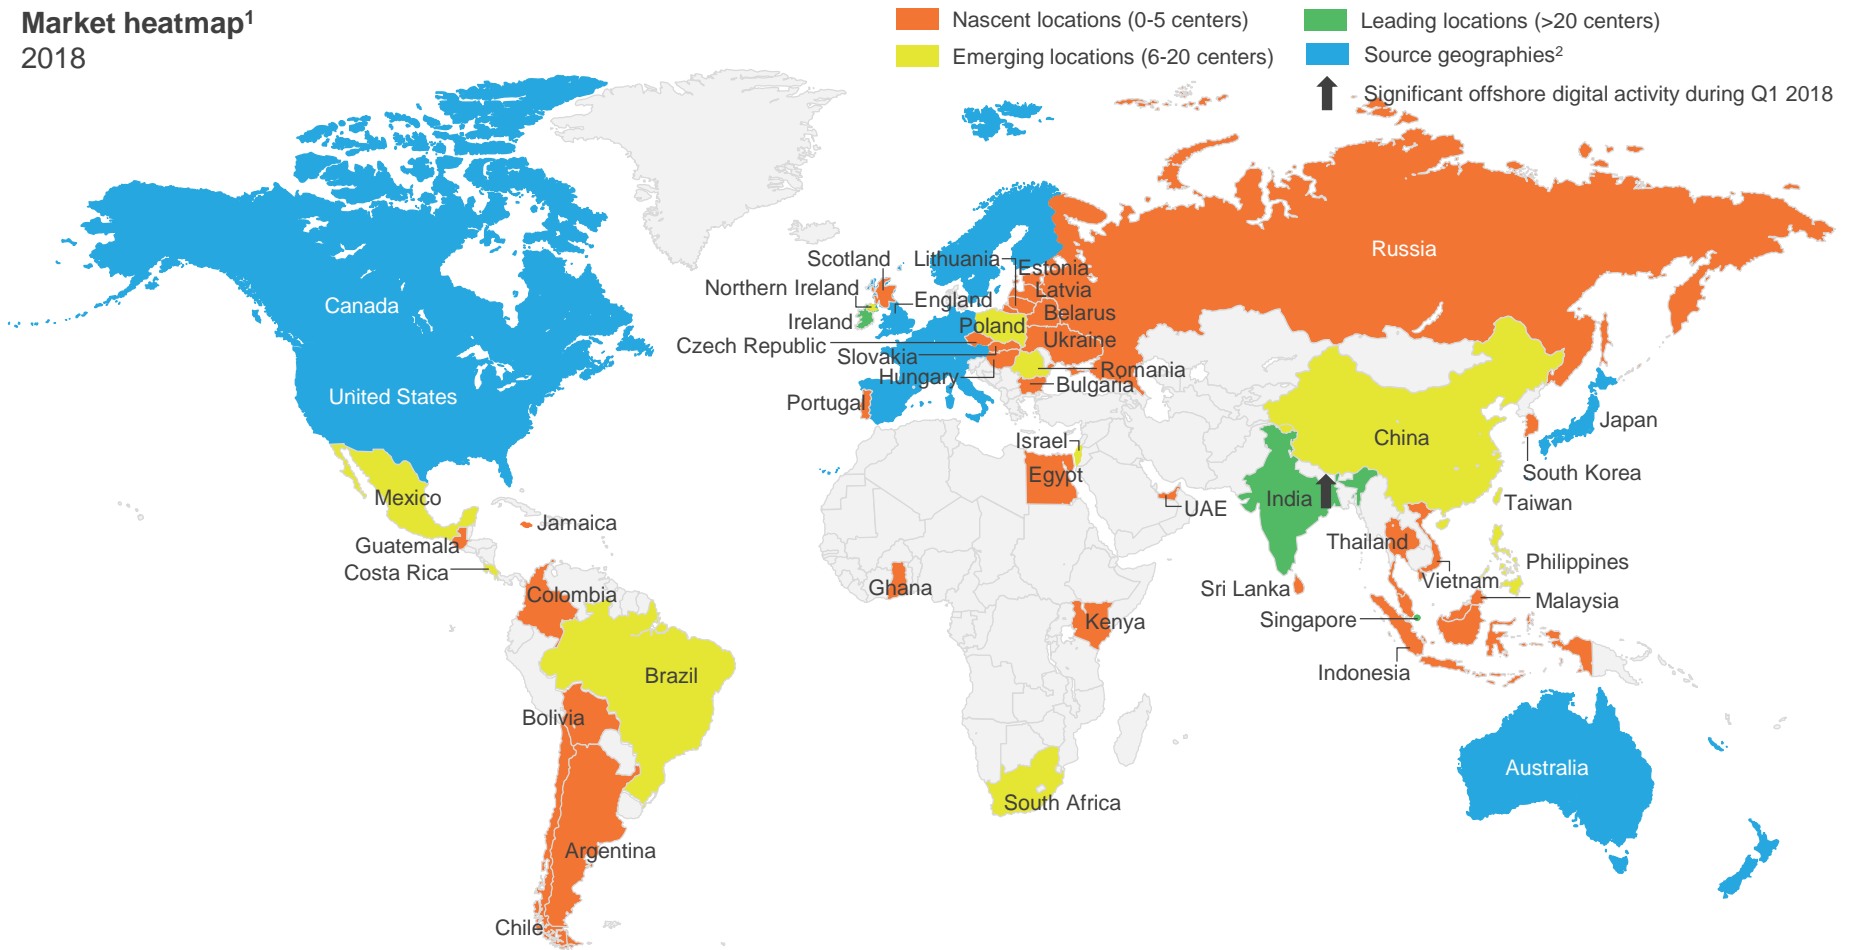 Market heatmap¹
2018
Nascent locations (0-5 centers)
Emerging locations (6-20 centers)
Leading locations (>20 centers)
Source geographies²
Significant offshore digital activity during Q1 2018
Canada
United States
Mexico
Jamaica
Guatemala
Costa Rica
Colombia
Brazil
Bolivia
Argentina
Chile
Scotland
Lithuania
Estonia
Northern Ireland
Latvia
England
Belarus
Ireland
Poland
Czech Republic
Ukraine
Slovakia
Romania
Hungary
Bulgaria
Portugal
Russia
Israel
Egypt
UAE
Ghana
Kenya
South Africa
India
Sri Lanka
China
Japan
South Korea
Taiwan
Thailand
Vietnam
Philippines
Malaysia
Singapore
Indonesia
Australia